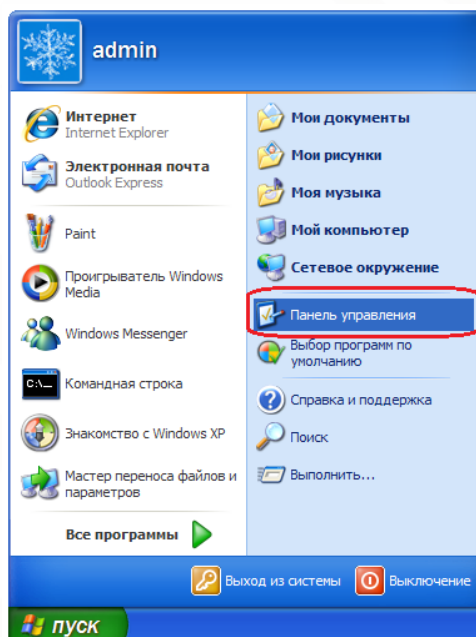 admin
Интернет
Internet Explorer
Электронная почта
Outlook Express
Paint
Проигрыватель Windows
Media
Windows Messenger
C:\_
Командная строка
Знакомство с Windows XP
Мастер переноса файлов и
параметров
Все программы
Мои документы
Мои рисунки
Моя музыка
Мой компьютер
Сетевое окружение
Панель управления
Выбор программ по
умолчанию
Справка и поддержка
Поиск
Выполнить...
Выход из системы
Выключение
пуск